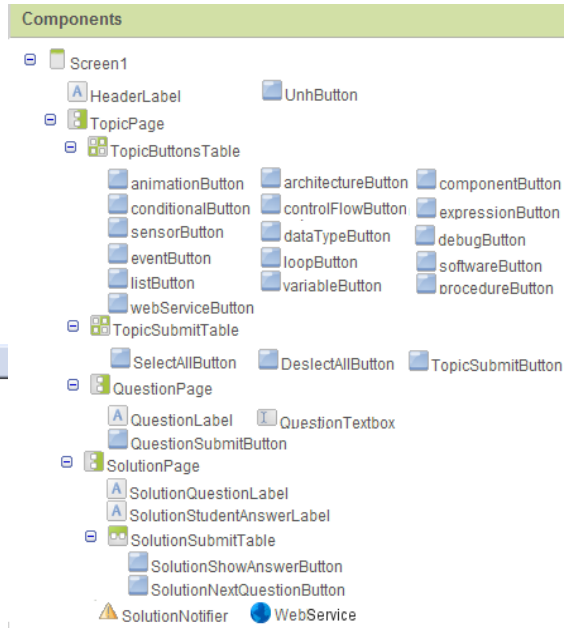 Components
Screen1
HeaderLabel UnhButton
TopicPage
TopicButtonsTable
animationButton architectureButton componentButton
conditionalButton controlFlowButton expressionButton
sensorButton dataTypeButton debugButton
eventButton loopButton softwareButton
listButton variableButton procedureButton
webServiceButton
TopicSubmitTable
SelectAllButton DeslectAllButton TopicSubmitButton
QuestionPage
QuestionLabel QuestionTextbox
QuestionSubmitButton
SolutionPage
SolutionQuestionLabel
SolutionStudentAnswerLabel
SolutionSubmitTable
SolutionShowAnswerButton
SolutionNextQuestionButton
SolutionNotifier WebService